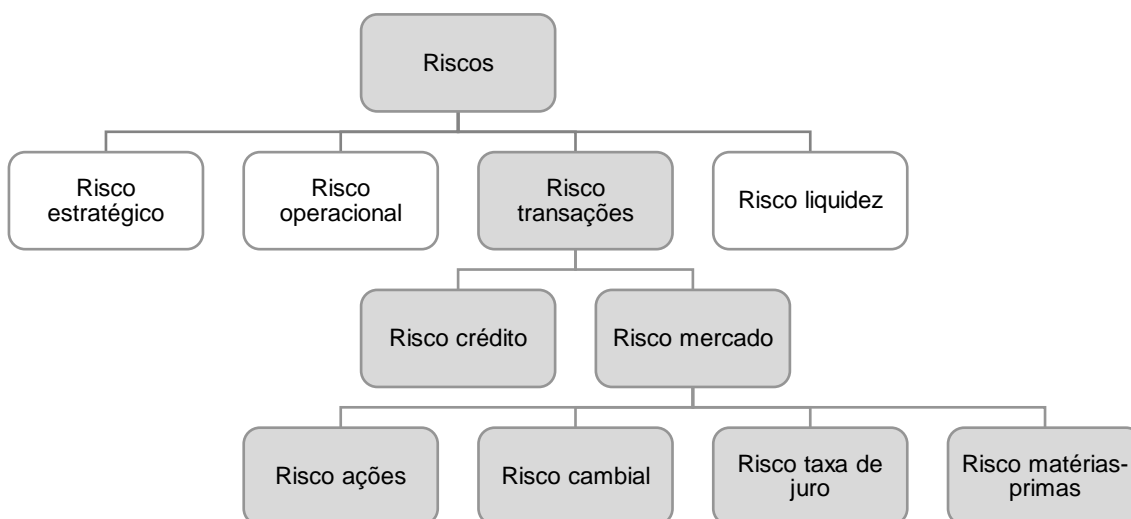 Riscos
Risco
estratégico
Risco
operacional
Risco
transações
Risco liquidez
Risco crédito
Risco mercado
Risco ações
Risco cambial
Risco taxa de
juro
Risco matérias-
primas